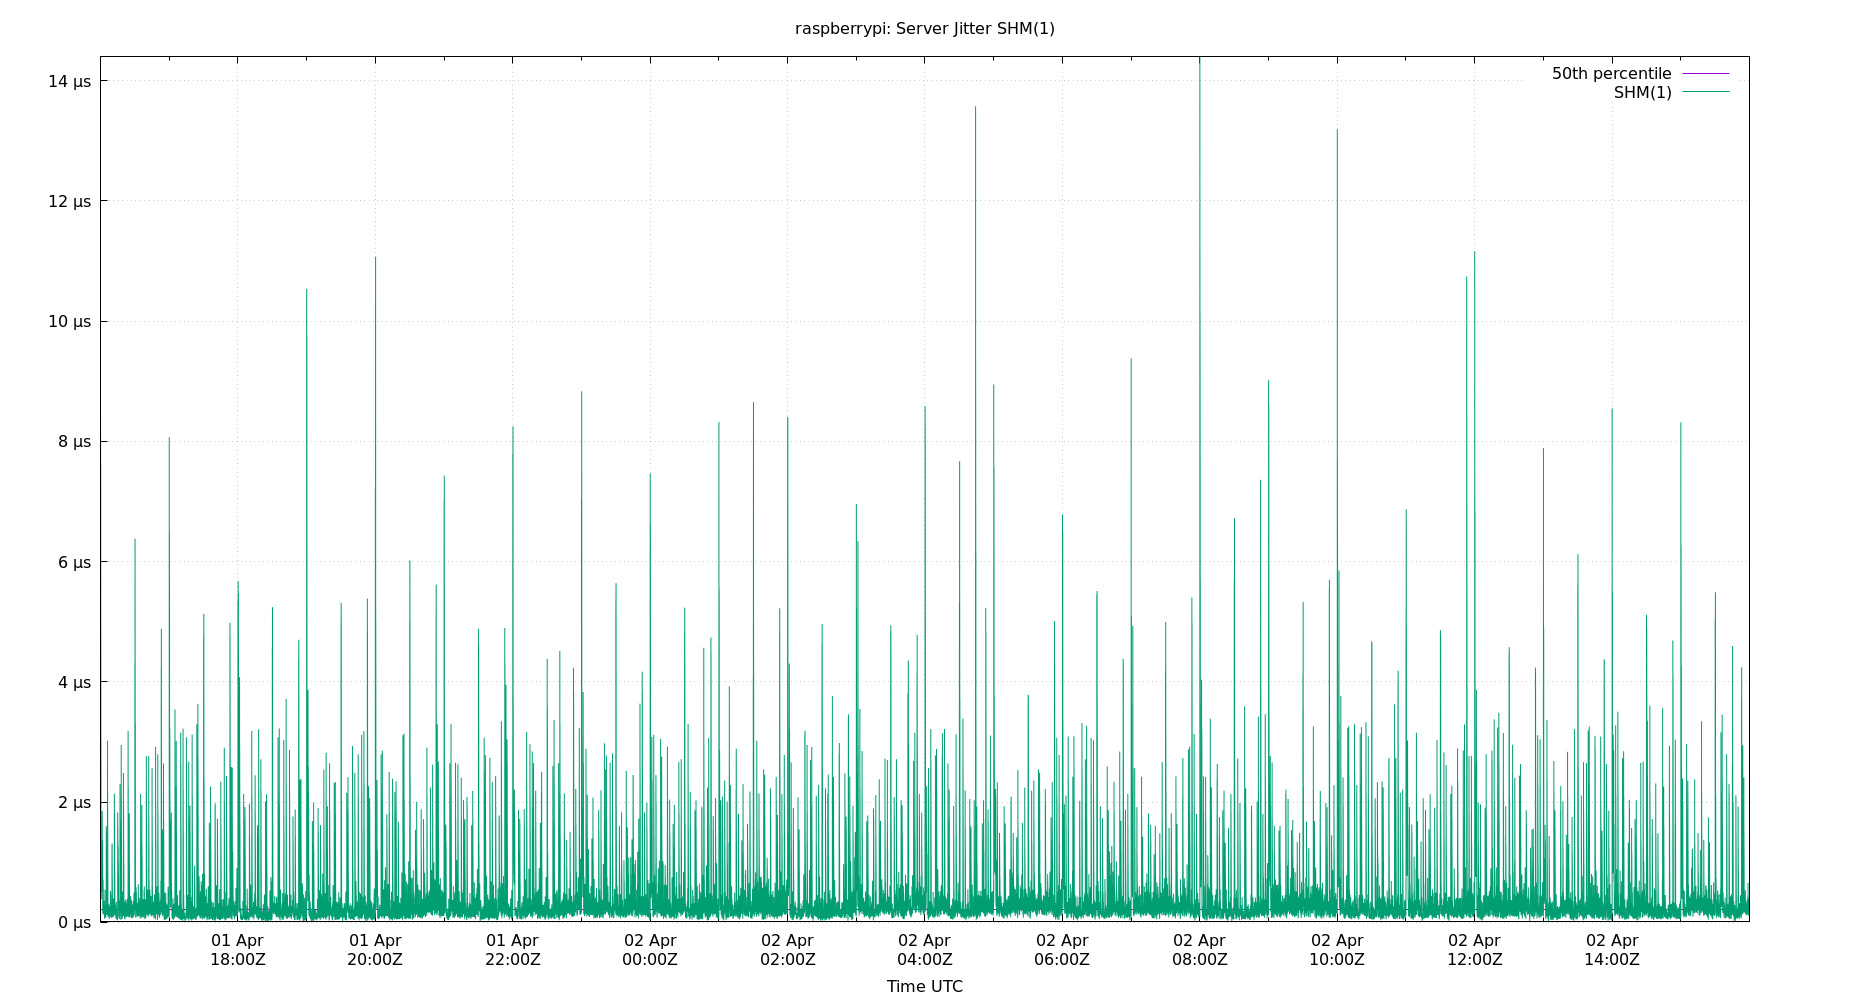 raspberrypi: Server Jitter SHM(1)
50th percentile
SHM(1)
14 µs
12 µs
10 µs
8 µs
6 µs
4 µs
2 µs
0 µs
01 Apr 01 Apr 01 Apr 02 Apr 02 Apr 02 Apr 02 Apr 02 Apr 02 Apr 02 Apr 02 Apr
18:00Z 20:00Z 22:00Z 00:00Z 02:00Z 04:00Z 06:00Z 08:00Z 10:00Z 12:00Z 14:00Z
Time UTC